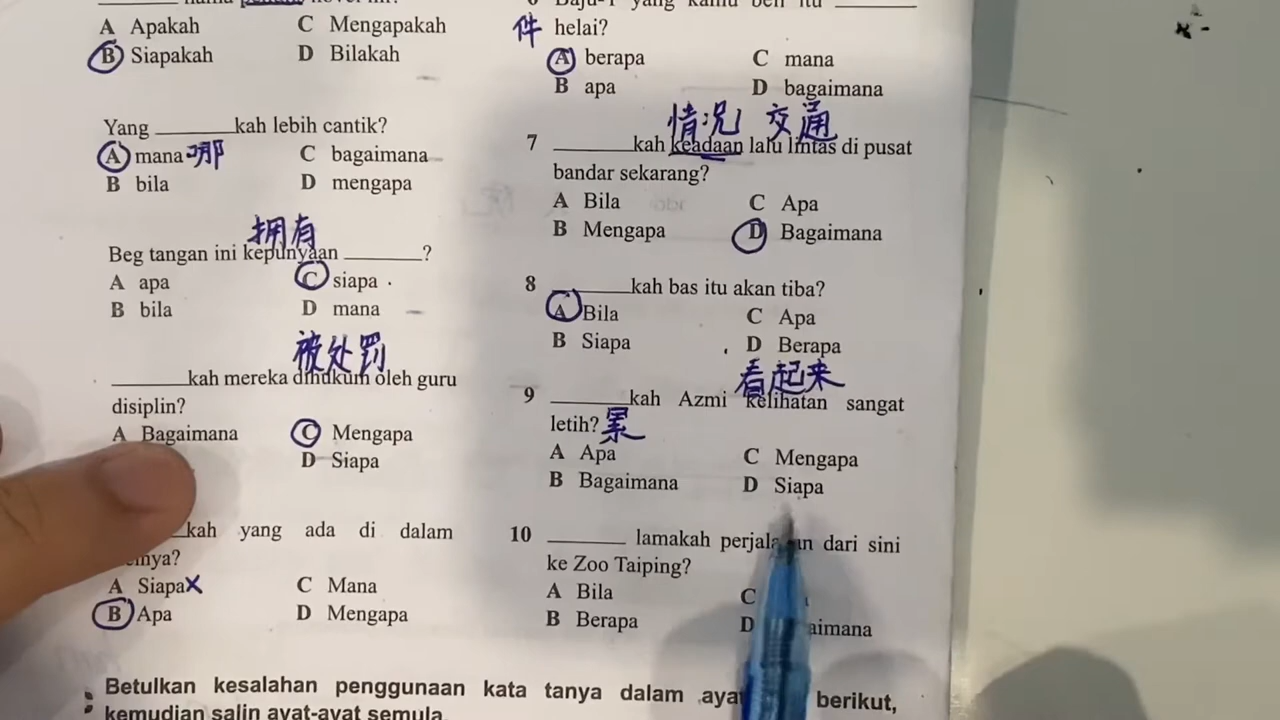 A Apakah C Mengapakah
B Siapakah D Bilakah
Yang ______kah lebih cantik?
A mana 哪 C bagaimana
B bila D mengapa
拥有
Beg tangan ini kepunyaan ______?
A apa C siapa
B bila D mana
被处罚
______kah mereka dihukum oleh guru
disiplin?
A Bagaimana C Mengapa
D Siapa
kah yang ada di dalam
A Siapa X C Mana
B Apa D Mengapa
件 helai?
A berapa C mana
B apa D bagaimana
情况 交通
7 ______kah keadaan lalu lintas di pusat
bandar sekarang?
A Bila C Apa
B Mengapa D Bagaimana
8 ______kah bas itu akan tiba?
A Bila C Apa
B Siapa D Berapa
看起来
9 ______kah Azmi kelihatan sangat
letih? 累
A Apa C Mengapa
B Bagaimana D Siapa
10 ______ lamakah dari sini
ke Zoo Taiping?
A Bila C
B Berapa D
Betulkan kesalahan penggunaan kata tanya dalam berikut,
kemudian salin ayat-ayat semula.